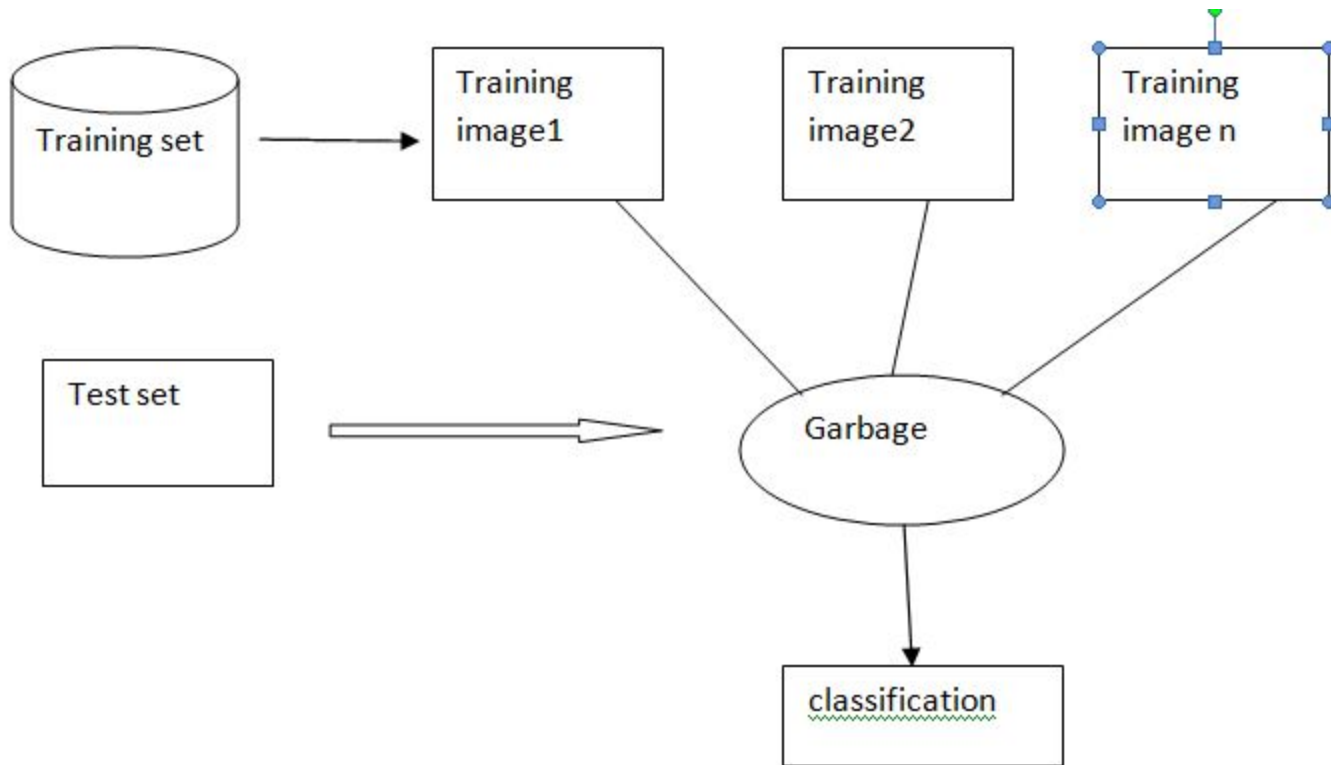 Training set
Training
image1
Training
image2
Training
image n
Test set
Garbage
classification